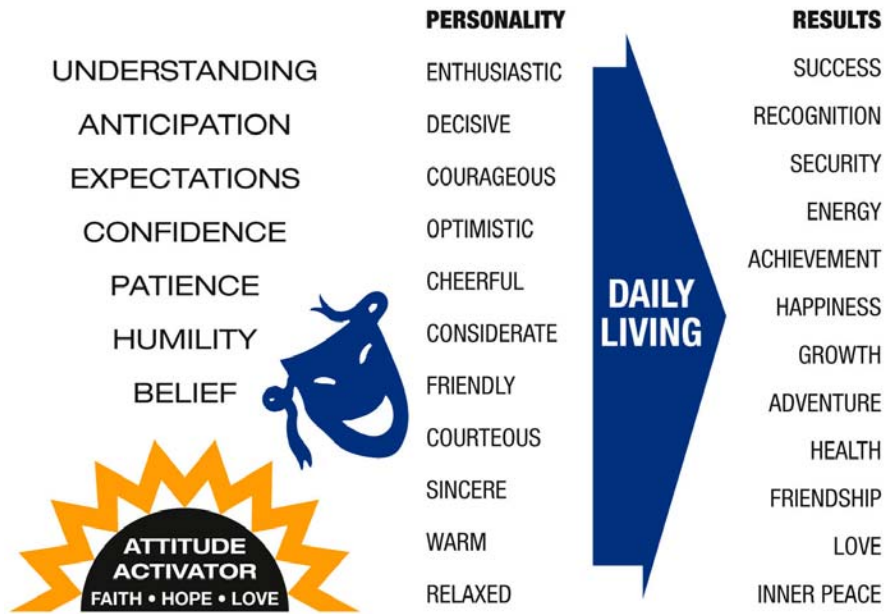 UNDERSTANDING
ANTICIPATION
EXPECTATIONS
CONFIDENCE
PATIENCE
HUMILITY
BELIEF
ATTITUDE
ACTIVATOR
FAITH • HOPE • LOVE
PERSONALITY
ENTHUSIASTIC
DECISIVE
COURAGEOUS
OPTIMISTIC
CHEERFUL
CONSIDERATE
FRIENDLY
COURTEOUS
SINCERE
WARM
RELAXED
DAILY
LIVING
RESULTS
SUCCESS
RECOGNITION
SECURITY
ENERGY
ACHIEVEMENT
HAPPINESS
GROWTH
ADVENTURE
HEALTH
FRIENDSHIP
LOVE
INNER PEACE